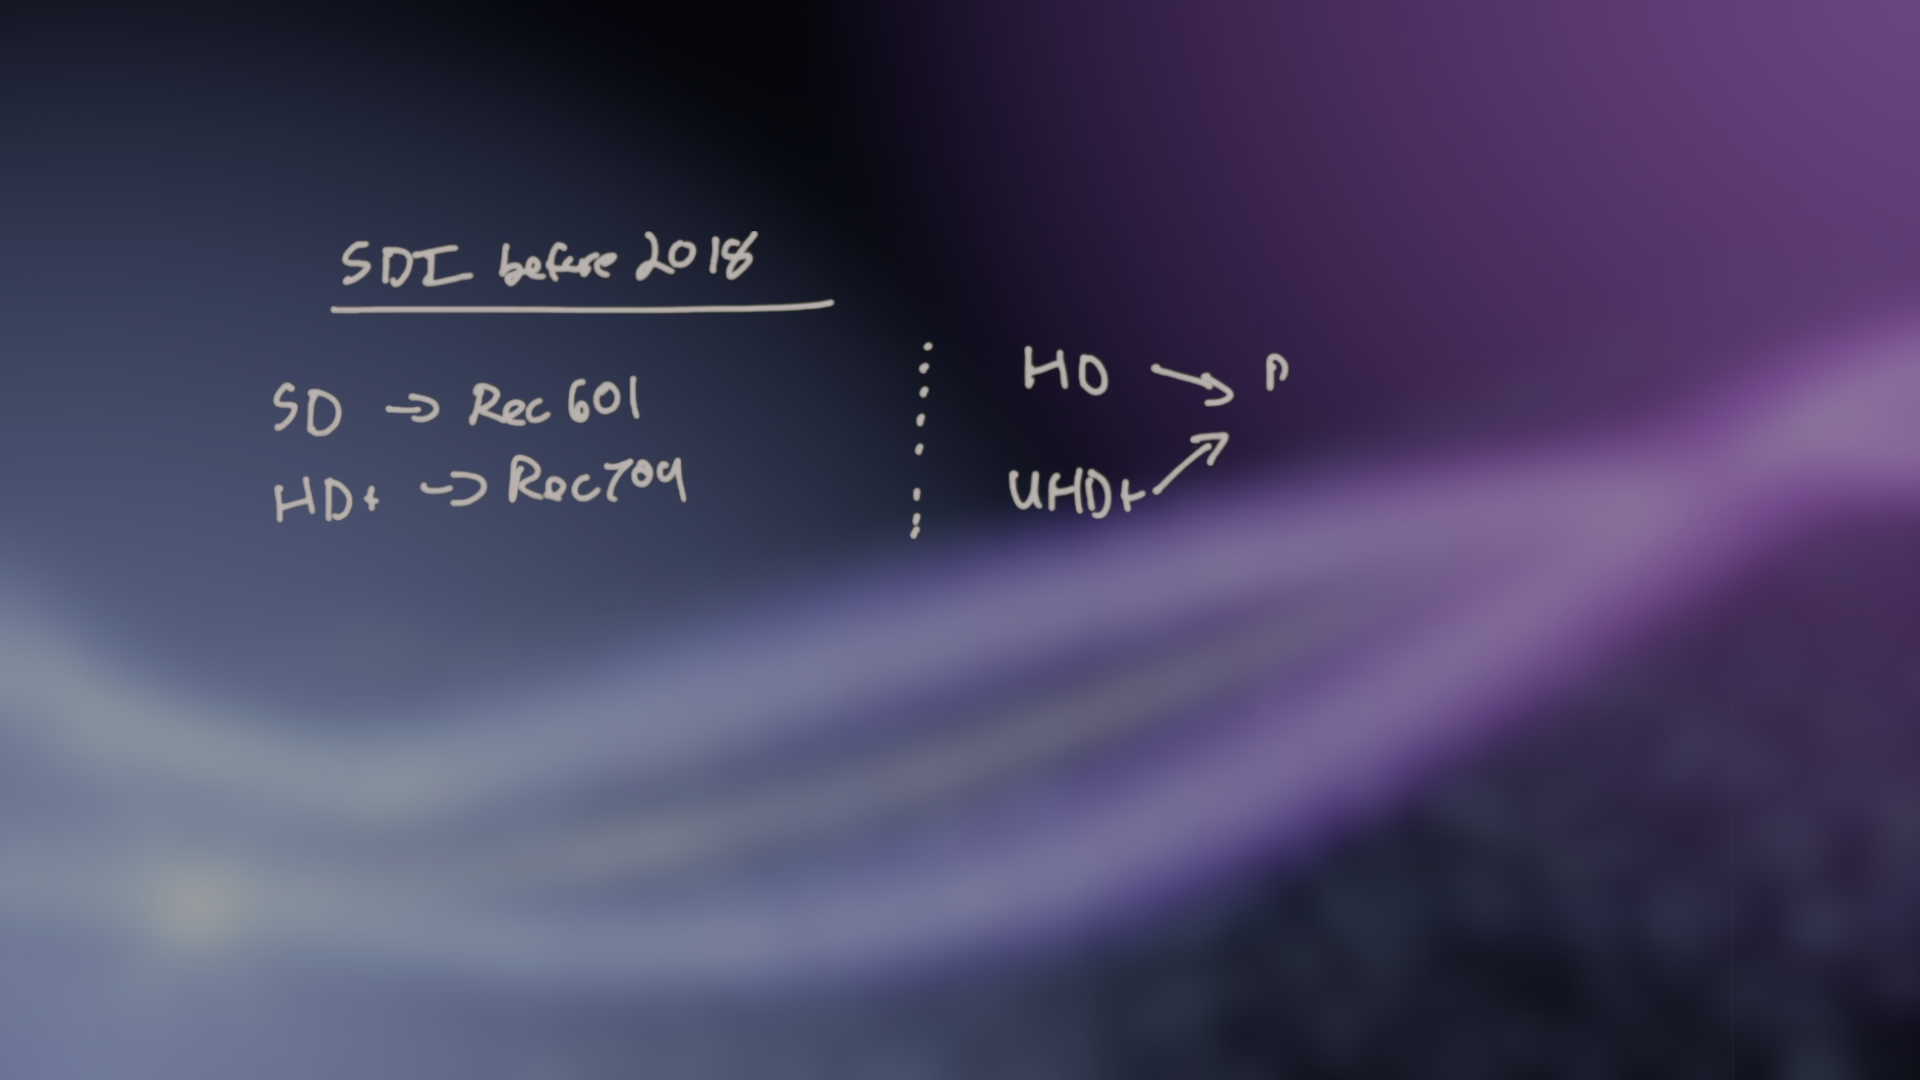 SDI before 2018
SD → Rec 601
HD+ → Rec709
HD →
UHD+ →